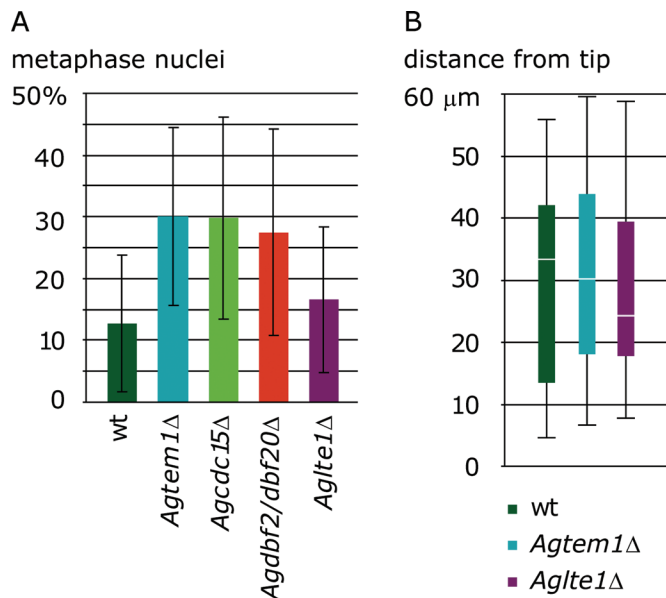 A
metaphase nuclei
50%
40
30
20
10
0
wt
Agtem1Δ
Agcdc15Δ
Agdbf2/dbf20Δ
Aglte1Δ
B
distance from tip
60 μm
50
40
30
20
10
0
wt
Agtem1Δ
Aglte1Δ